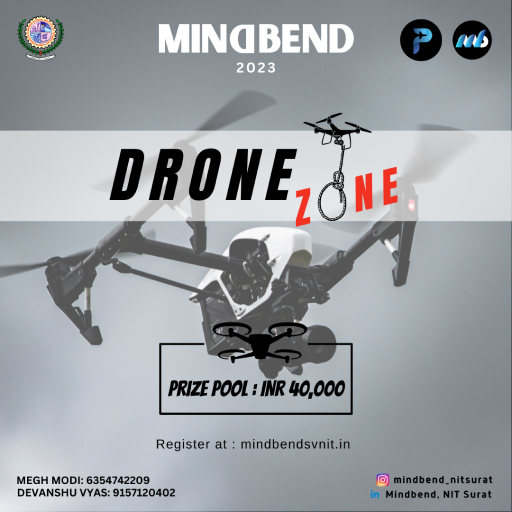 MINDBEND
2023
DRONE
ZONE
PRIZE POOL : INR 40,000
Register at : mindbendsvnit.in
MEGH MODI: 6354742209
DEVANSHU VYAS: 9157120402
mindbend_nitsurat
in Mindbend, NIT Surat